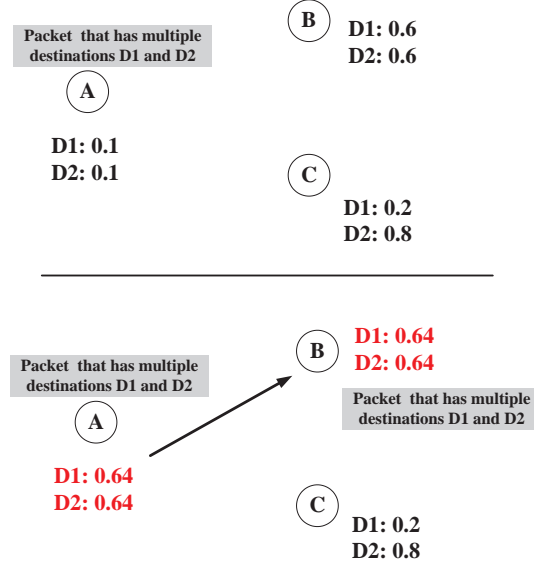 B
D1: 0.6
D2: 0.6
Packet that has multiple
destinations D1 and D2
A
D1: 0.1
D2: 0.1
C
D1: 0.2
D2: 0.8
B
D1: 0.64
D2: 0.64
Packet that has multiple
destinations D1 and D2
Packet that has multiple
destinations D1 and D2
A
D1: 0.64
D2: 0.64
C
D1: 0.2
D2: 0.8